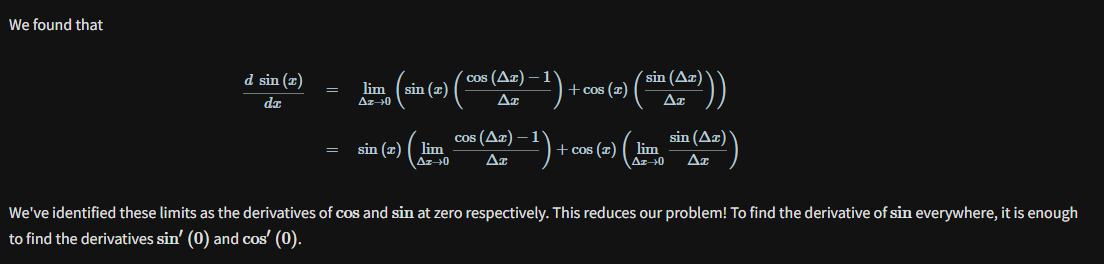 We found that
d sin (x) / dx = lim Δx→0 ( sin (x) ( cos (Δx) − 1 / Δx ) + cos (x) ( sin (Δx) / Δx ) )
= sin (x) ( lim Δx→0 cos (Δx) − 1 / Δx ) + cos (x) ( lim Δx→0 sin (Δx) / Δx )
We've identified these limits as the derivatives of cos and sin at zero respectively. This reduces our problem! To find the derivative of sin everywhere, it is enough
to find the derivatives sin′ (0) and cos′ (0).